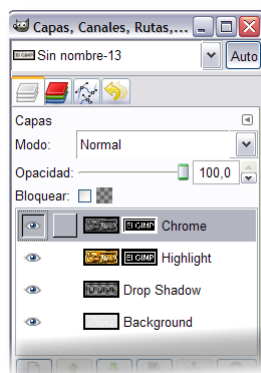 Capas, Canales, Rutas,...
Sin nombre-13
Auto
Capas
Modo: Normal
Opacidad: 100,0
Bloquear:
El GIMP Chrome
El GIMP Highlight
Drop Shadow
Background